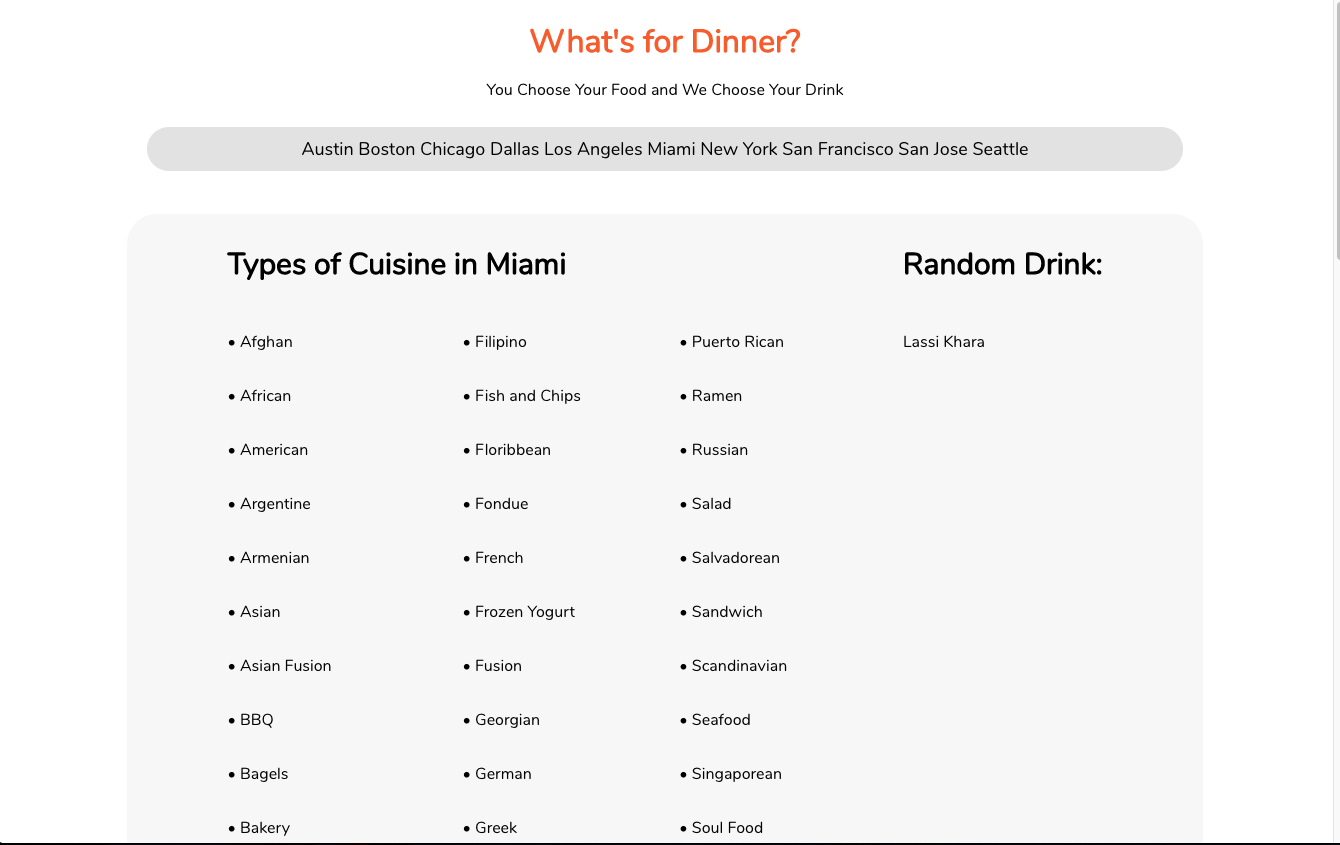 What's for Dinner?
You Choose Your Food and We Choose Your Drink
Austin Boston Chicago Dallas Los Angeles Miami New York San Francisco San Jose Seattle
Types of Cuisine in Miami
• Afghan
• African
• American
• Argentine
• Armenian
• Asian
• Asian Fusion
• BBQ
• Bagels
• Bakery
• Filipino
• Fish and Chips
• Floribbean
• Fondue
• French
• Frozen Yogurt
• Fusion
• Georgian
• German
• Greek
• Puerto Rican
• Ramen
• Russian
• Salad
• Salvadorean
• Sandwich
• Scandinavian
• Seafood
• Singaporean
• Soul Food
Random Drink:
Lassi Khara